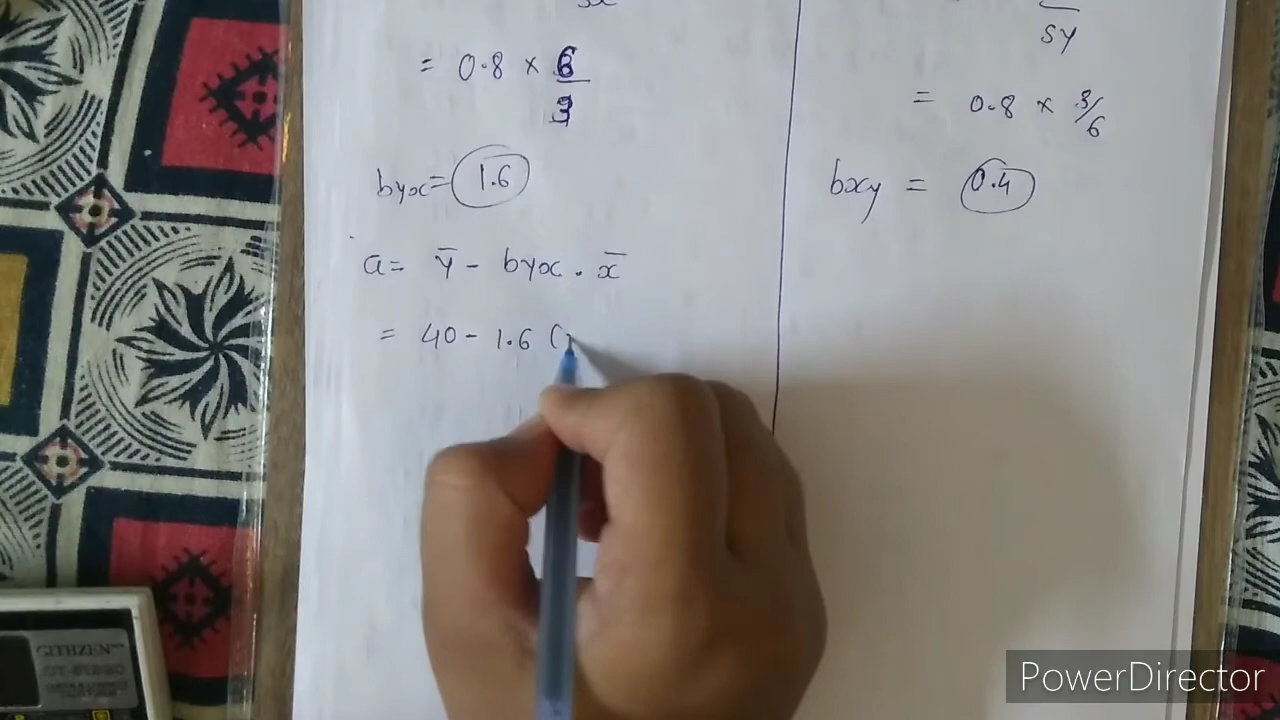 = 0.8 × 6
3
byx = 1.6
a = ȳ - byx . x̄
= 40 - 1.6 (
SY
= 0.8 × 3/6
bxy = 0.4
CITHZEN
PowerDirector